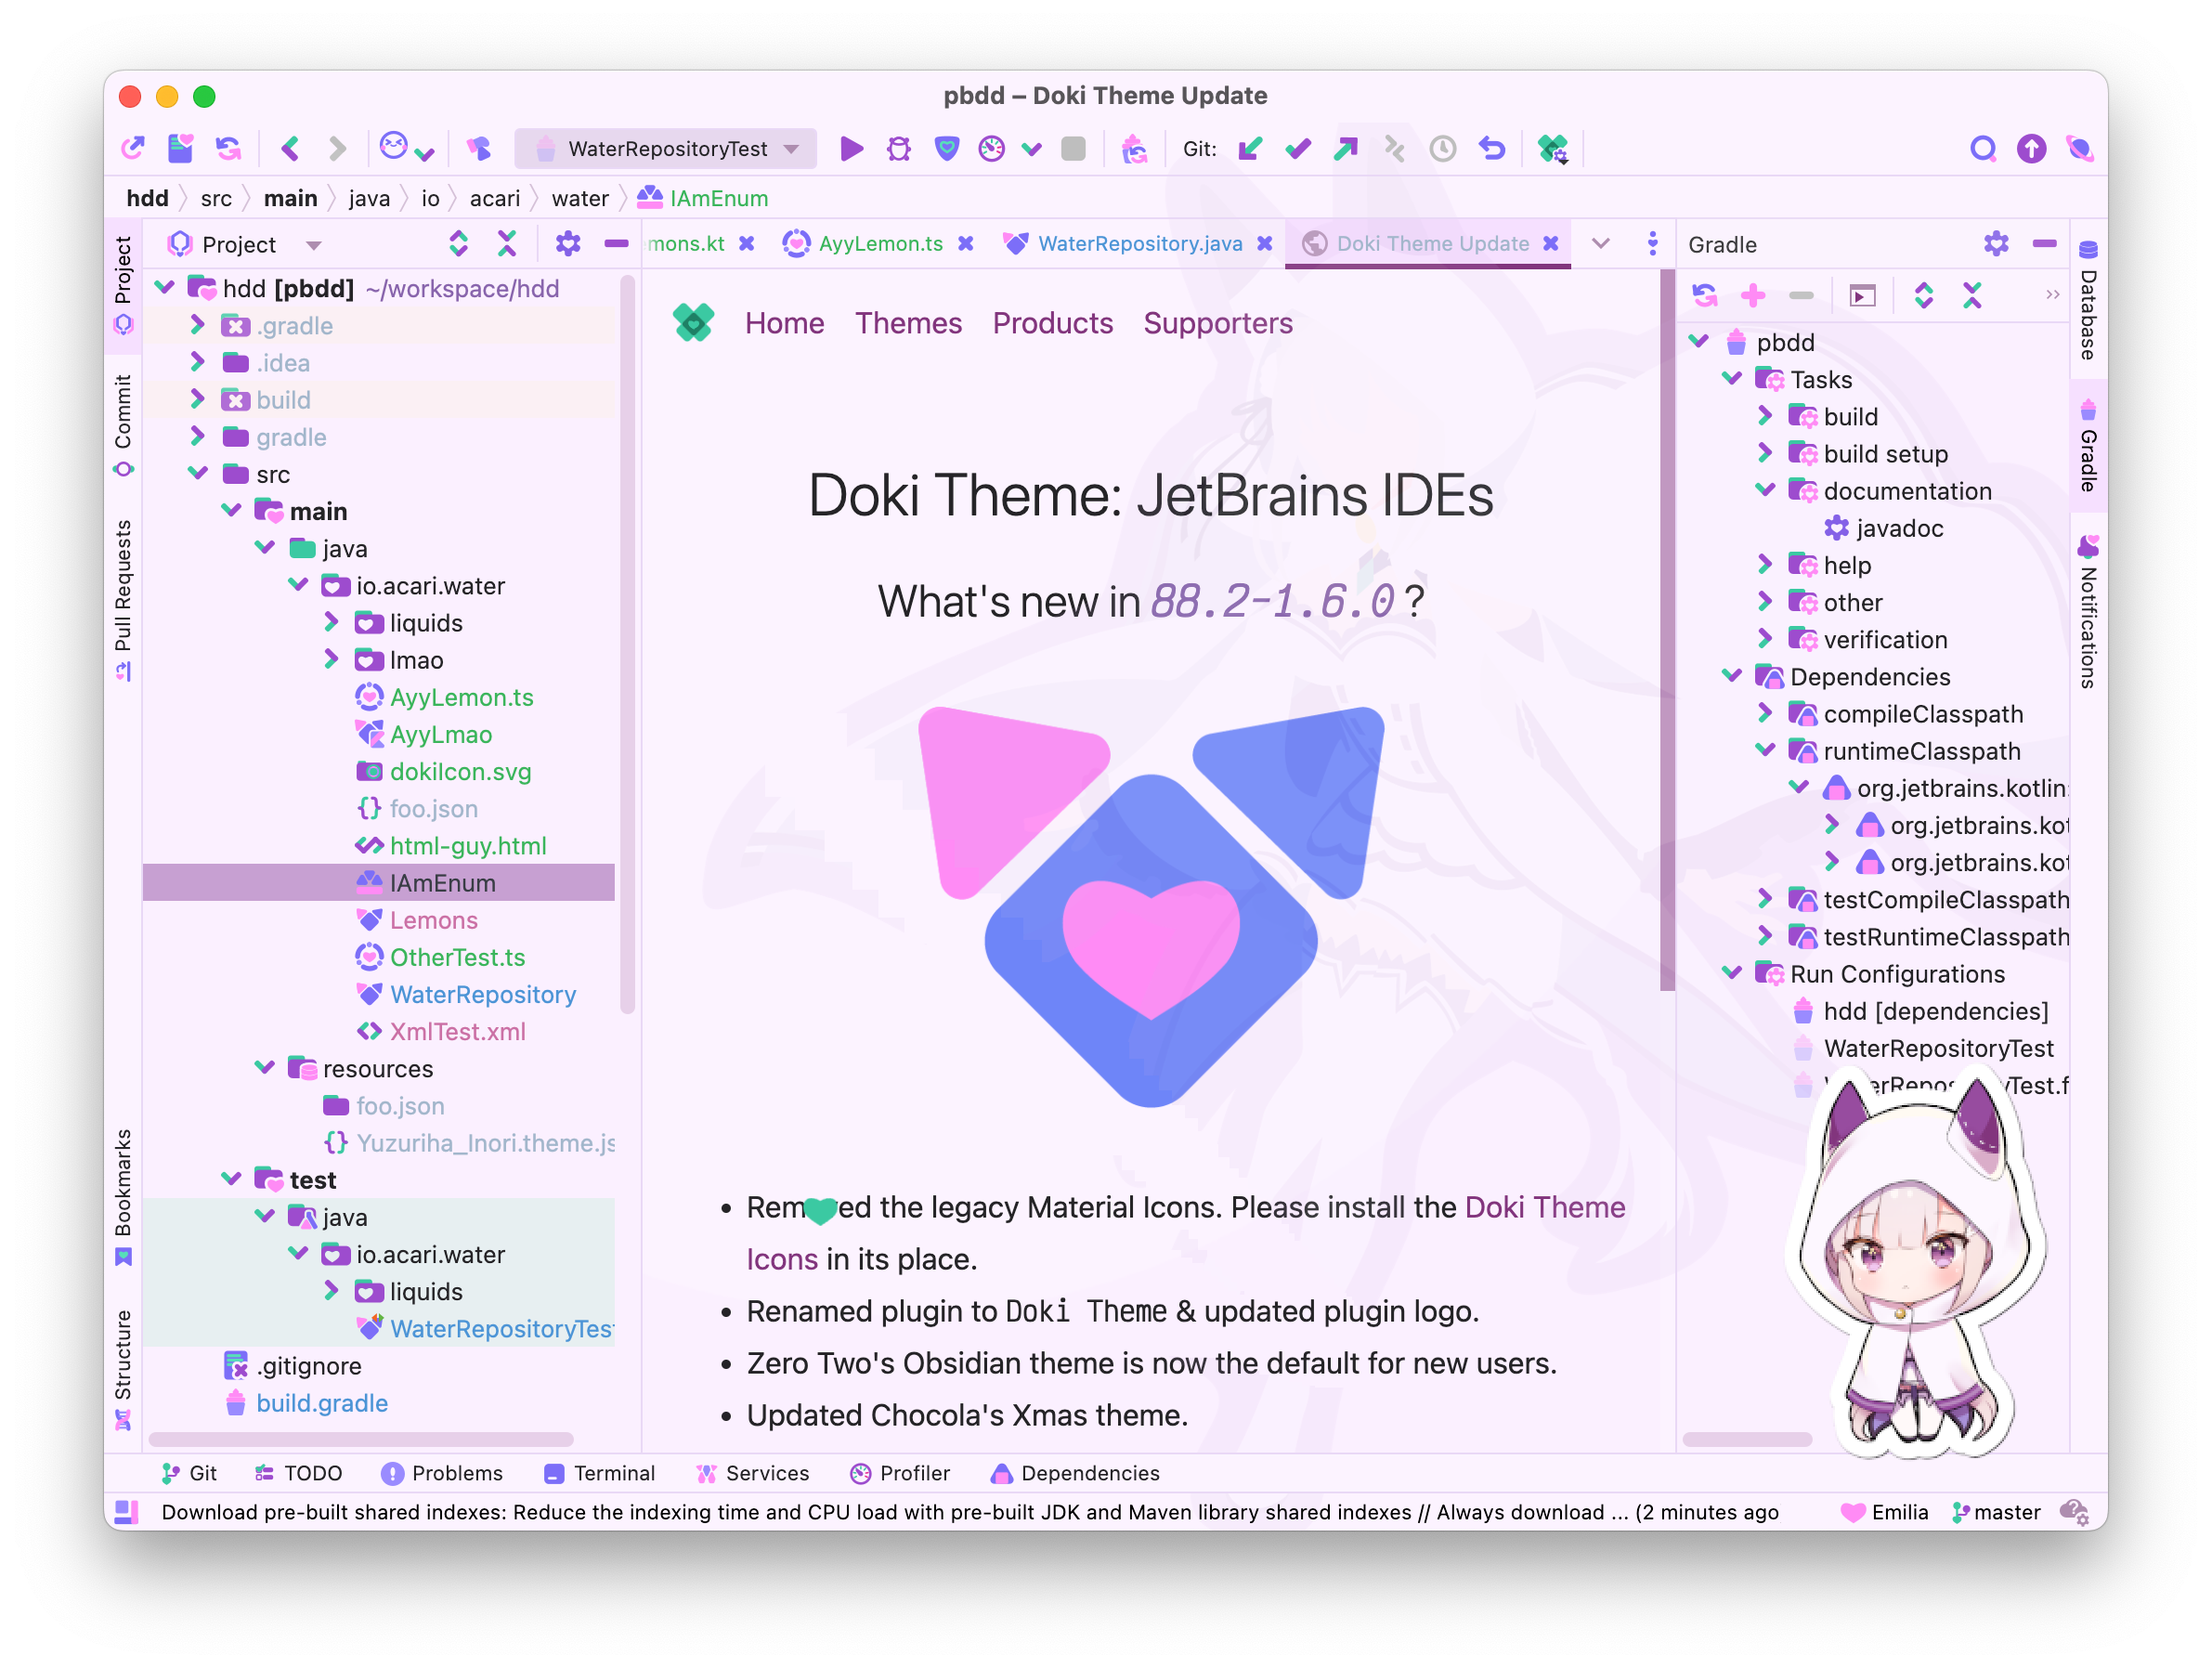 pbdd – Doki Theme Update
WaterRepositoryTest
Git:
hdd
src
main
java
io
acari
water
IAmEnum
Project
Commit
Pull Requests
Bookmarks
Structure
Project
hdd [pbdd] ~/workspace/hdd
.gradle
.idea
build
gradle
src
main
java
io.acari.water
liquids
lmao
AyyLemon.ts
AyyLmao
dokiIcon.svg
foo.json
html-guy.html
IAmEnum
Lemons
OtherTest.ts
WaterRepository
XmlTest.xml
resources
foo.json
Yuzuriha_Inori.theme.js
test
java
io.acari.water
liquids
WaterRepositoryTest
.gitignore
build.gradle
mons.kt
AyyLemon.ts
WaterRepository.java
Doki Theme Update
Home
Themes
Products
Supporters
Doki Theme: JetBrains IDEs
What's new in 88.2-1.6.0 ?
• Rem ed the legacy Material Icons. Please install the Doki Theme
Icons in its place.
• Renamed plugin to Doki Theme & updated plugin logo.
• Zero Two's Obsidian theme is now the default for new users.
• Updated Chocola's Xmas theme.
Gradle
pbdd
Tasks
build
build setup
documentation
javadoc
help
other
verification
Dependencies
compileClasspath
runtimeClasspath
org.jetbrains.kotlin:
org.jetbrains.kot
org.jetbrains.kot
testCompileClasspath
testRuntimeClasspath
Run Configurations
hdd [dependencies]
WaterRepositoryTest
Database
Gradle
Notifications
Git
TODO
Problems
Terminal
Services
Profiler
Dependencies
Download pre-built shared indexes: Reduce the indexing time and CPU load with pre-built JDK and Maven library shared indexes // Always download ... (2 minutes ago
Emilia
master